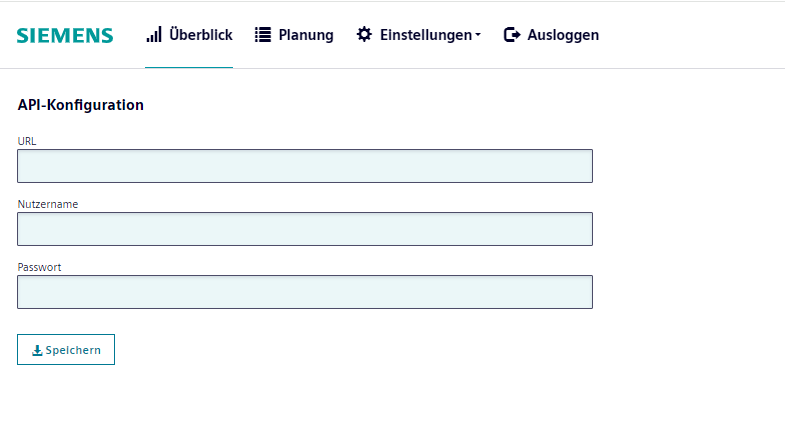 SIEMENS Überblick Planung Einstellungen Ausloggen
API-Konfiguration
URL
Nutzername
Passwort
Speichern